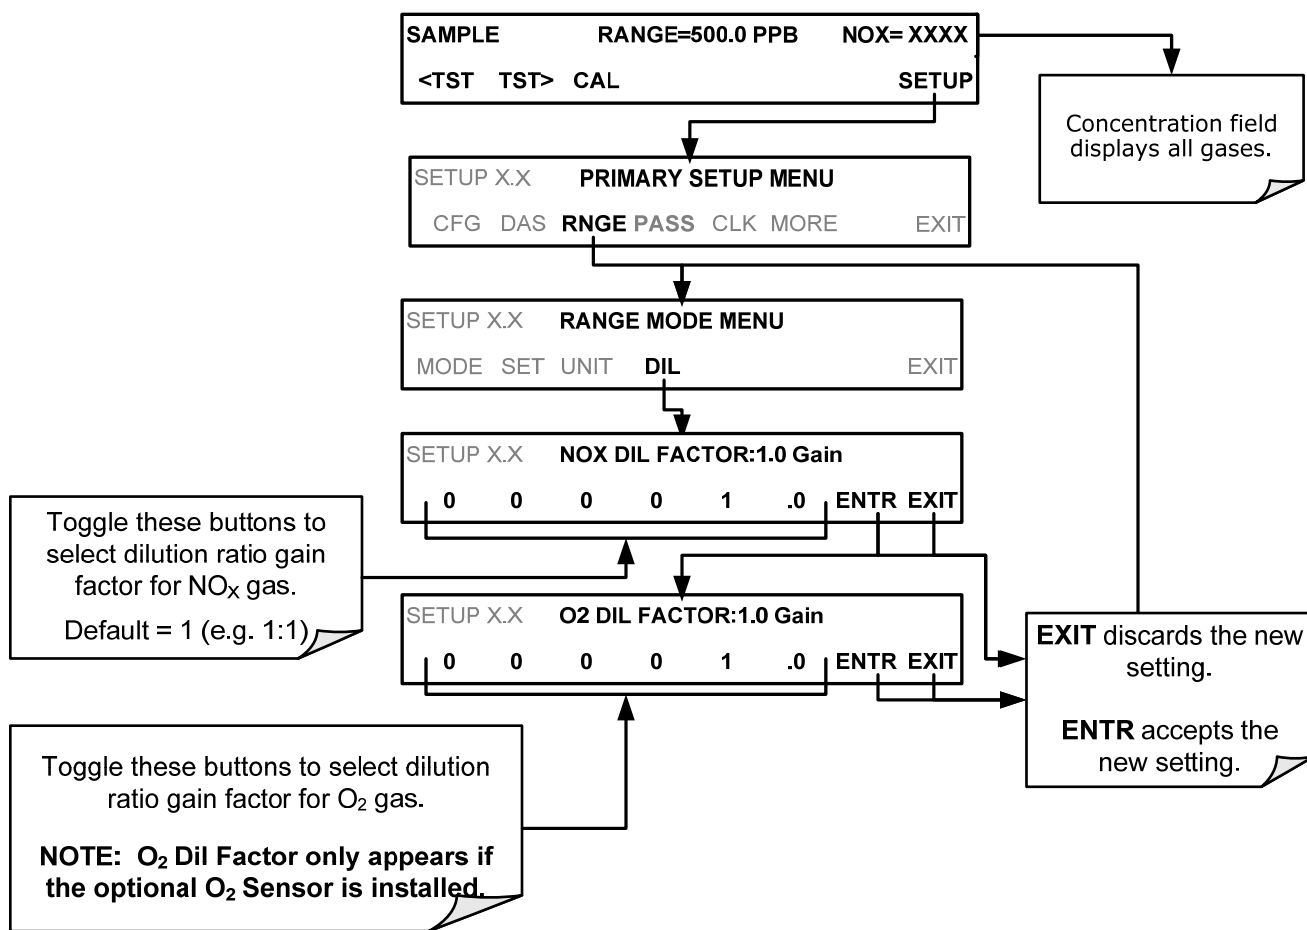 SAMPLE RANGE=500.0 PPB NOX= XXXX
<TST TST> CAL SETUP
Concentration field
displays all gases.
SETUP X.X PRIMARY SETUP MENU
CFG DAS RNGE PASS CLK MORE EXIT
SETUP X.X RANGE MODE MENU
MODE SET UNIT DIL EXIT
SETUP X.X NOX DIL FACTOR:1.0 Gain
0 0 0 0 1 .0 ENTR EXIT
Toggle these buttons to
select dilution ratio gain
factor for NOX gas.
Default = 1 (e.g. 1:1)
SETUP X.X O2 DIL FACTOR:1.0 Gain
0 0 0 0 1 .0 ENTR EXIT
EXIT discards the new
setting.
ENTR accepts the
new setting.
Toggle these buttons to select dilution
ratio gain factor for O2 gas.
NOTE: O2 Dil Factor only appears if
the optional O2 Sensor is installed.